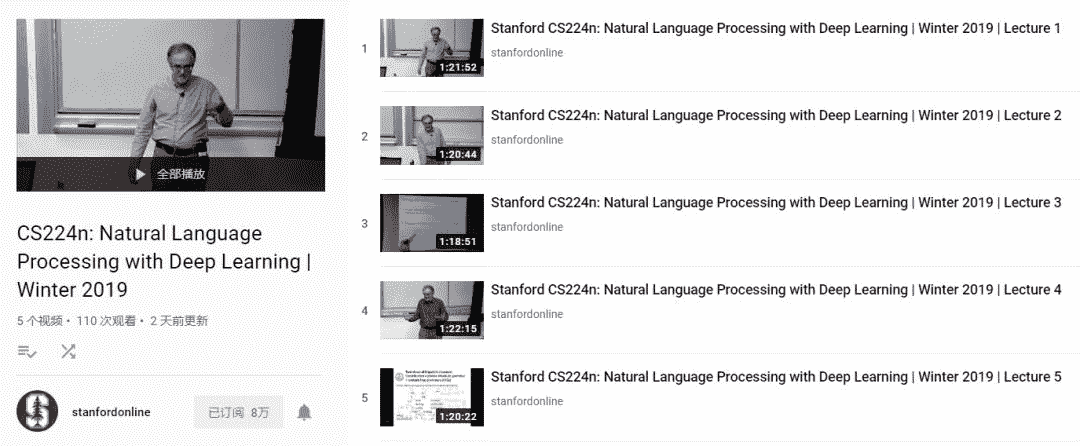 全部播放
CS224n: Natural Language
Processing with Deep Learning |
Winter 2019
5 个视频 • 110 次观看 • 2 天前更新
stanfordonline
已订阅 8万
1
1:21:52
Stanford CS224n: Natural Language Processing with Deep Learning | Winter 2019 | Lecture 1
stanfordonline
2
1:20:44
Stanford CS224n: Natural Language Processing with Deep Learning | Winter 2019 | Lecture 2
stanfordonline
3
1:18:51
Stanford CS224n: Natural Language Processing with Deep Learning | Winter 2019 | Lecture 3
stanfordonline
4
1:22:15
Stanford CS224n: Natural Language Processing with Deep Learning | Winter 2019 | Lecture 4
stanfordonline
5
1:20:22
Stanford CS224n: Natural Language Processing with Deep Learning | Winter 2019 | Lecture 5
stanfordonline